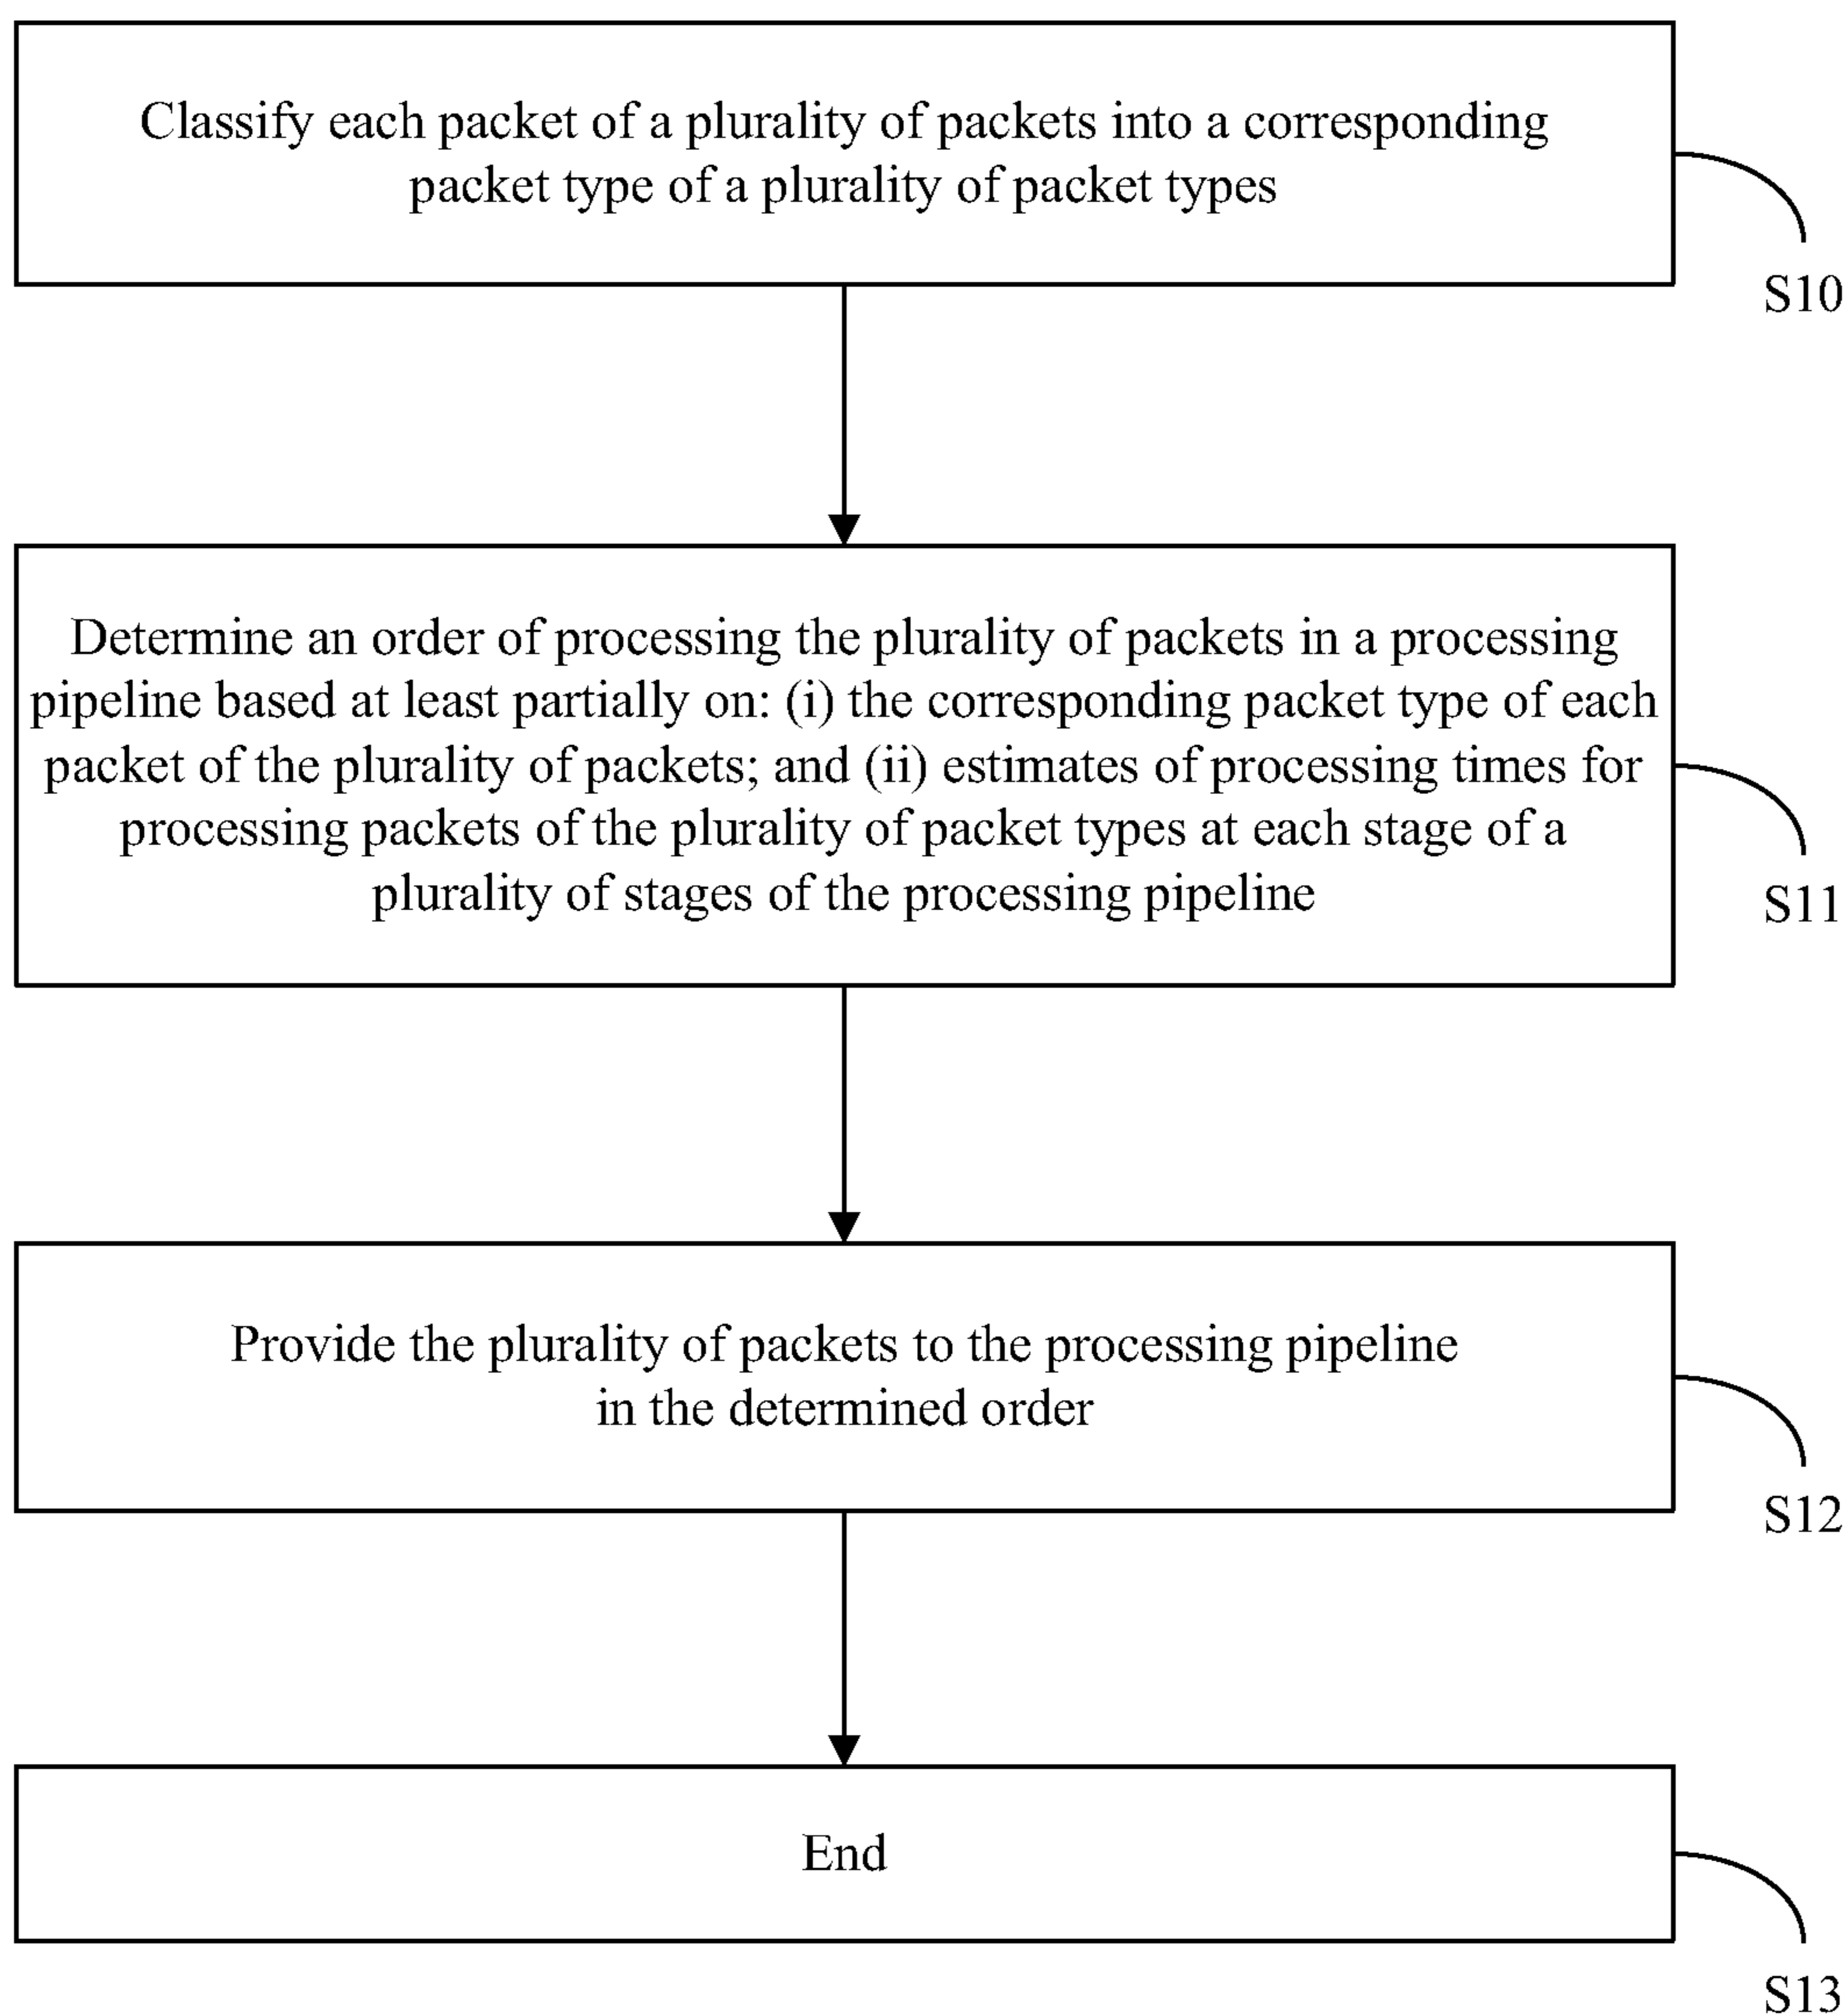 Classify each packet of a plurality of packets into a corresponding
packet type of a plurality of packet types
S10
Determine an order of processing the plurality of packets in a processing
pipeline based at least partially on: (i) the corresponding packet type of each
packet of the plurality of packets; and (ii) estimates of processing times for
processing packets of the plurality of packet types at each stage of a
plurality of stages of the processing pipeline
S11
Provide the plurality of packets to the processing pipeline
in the determined order
S12
End
S13